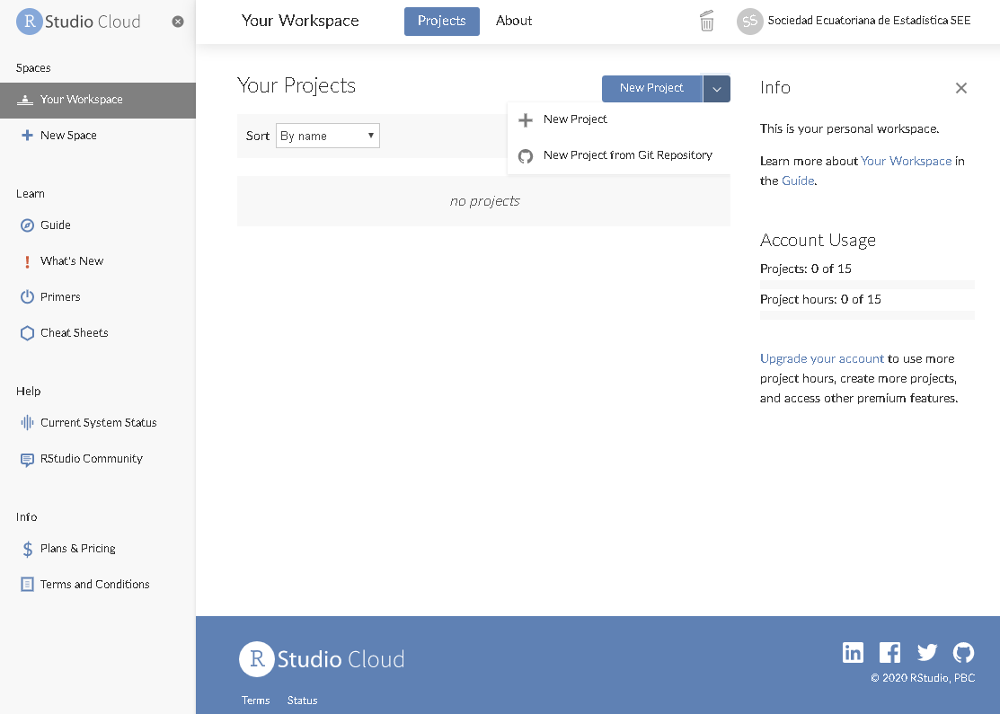 R Studio Cloud
Spaces
Your Workspace
New Space
Learn
Guide
What's New
Primers
Cheat Sheets
Help
Current System Status
RStudio Community
Info
Plans & Pricing
Terms and Conditions
Your Workspace
Projects
About
SS
Sociedad Ecuatoriana de Estadística SEE
Your Projects
New Project
New Project
New Project from Git Repository
Sort
By name
no projects
Info
This is your personal workspace.
Learn more about Your Workspace in
the Guide.
Account Usage
Projects: 0 of 15
Project hours: 0 of 15
Upgrade your account to use more
project hours, create more projects,
and access other premium features.
R Studio Cloud
Terms
Status
in
© 2020 RStudio, PBC